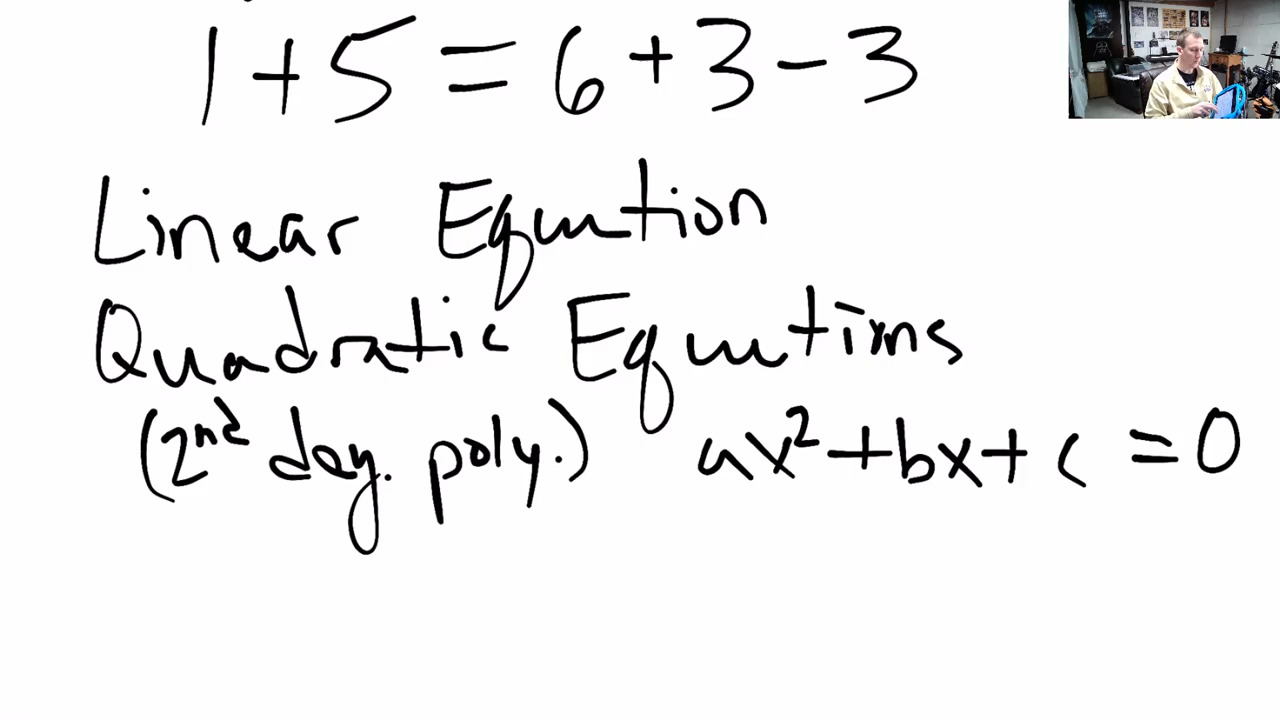 1 + 5 = 6 + 3 - 3
Linear Equation
Quadratic Equations
(2nd deg. poly.) ax² + bx + c = 0